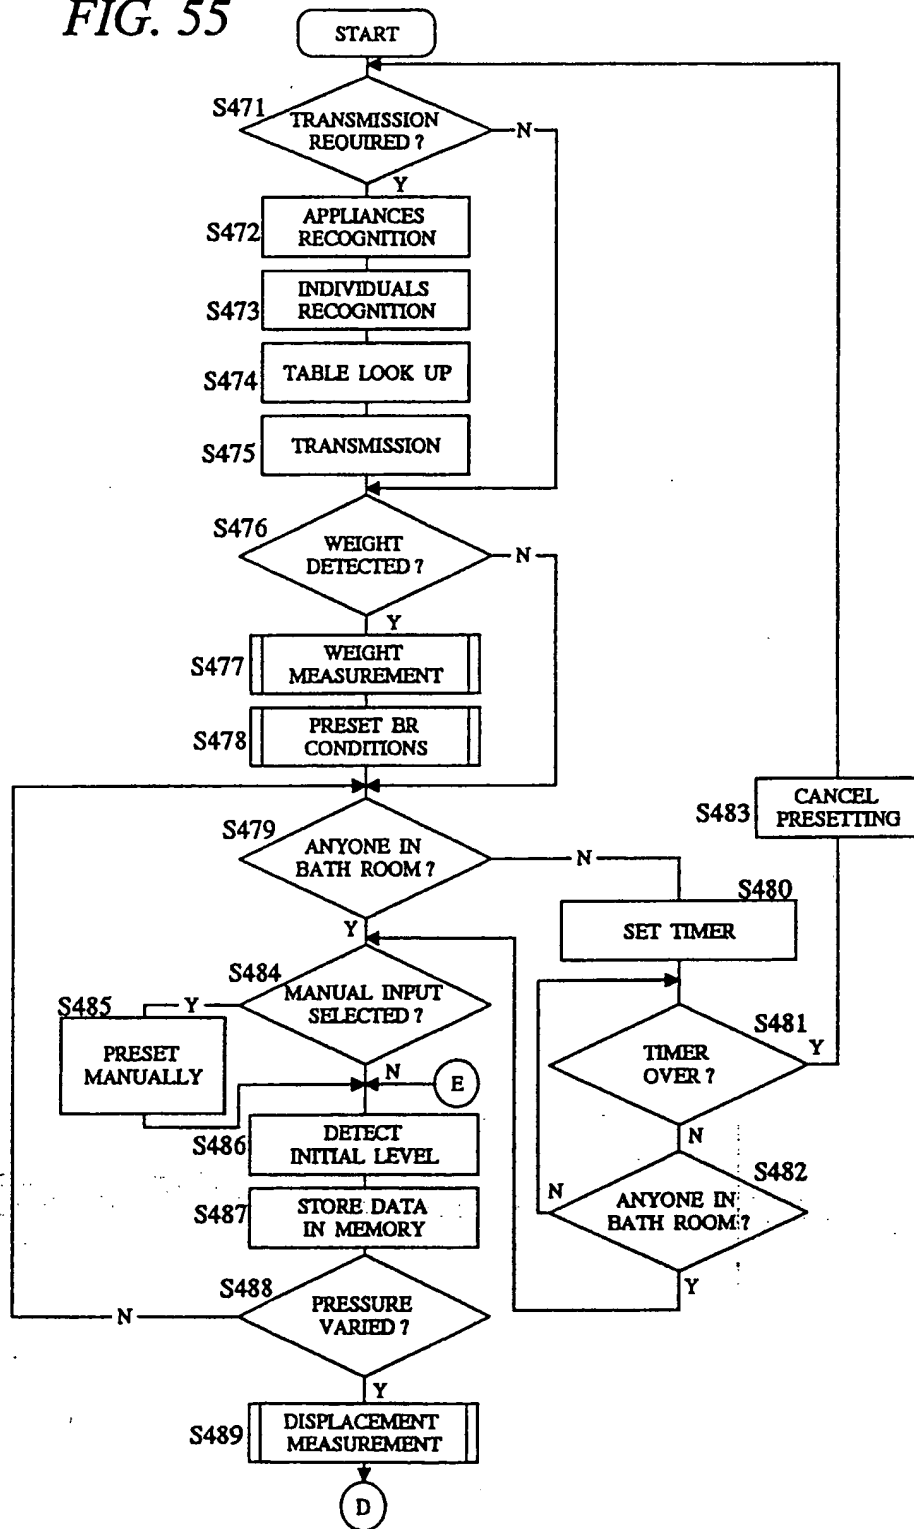 FIG. 55
START
S471
TRANSMISSION
REQUIRED ?
N
Y
S472
APPLIANCES
RECOGNITION
S473
INDIVIDUALS
RECOGNITION
S474
TABLE LOOK UP
S475
TRANSMISSION
S476
WEIGHT
DETECTED ?
N
Y
S477
WEIGHT
MEASUREMENT
S478
PRESET BR
CONDITIONS
S483
CANCEL
PRESETTING
S479
ANYONE IN
BATH ROOM ?
N
Y
S480
SET TIMER
S484
MANUAL INPUT
SELECTED ?
Y
N
S485
PRESET
MANUALLY
E
S481
TIMER
OVER ?
Y
N
S482
ANYONE IN
BATH ROOM ?
N
Y
S486
DETECT
INITIAL LEVEL
S487
STORE DATA
IN MEMORY
S488
PRESSURE
VARIED ?
N
Y
S489
DISPLACEMENT
MEASUREMENT
D